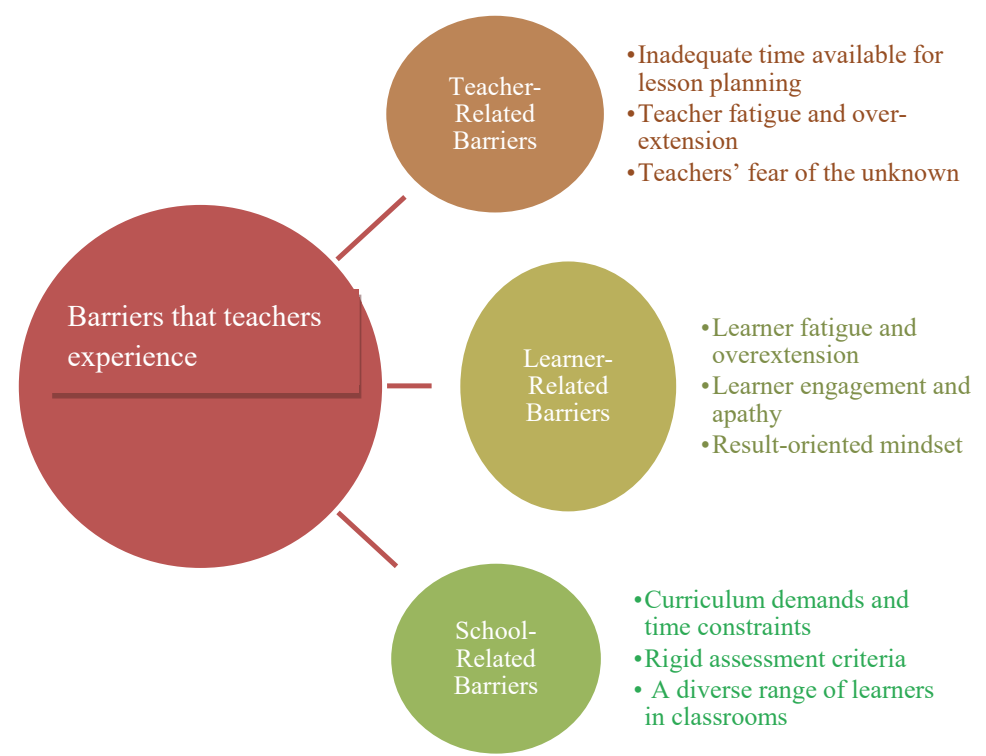 Barriers that teachers
experience
Teacher-
Related
Barriers
•Inadequate time available for
lesson planning
•Teacher fatigue and over-
extension
•Teachers’ fear of the unknown
Learner-
Related
Barriers
•Learner fatigue and
overextension
•Learner engagement and
apathy
•Result-oriented mindset
School-
Related
Barriers
•Curriculum demands and
time constraints
•Rigid assessment criteria
• A diverse range of learners
in classrooms